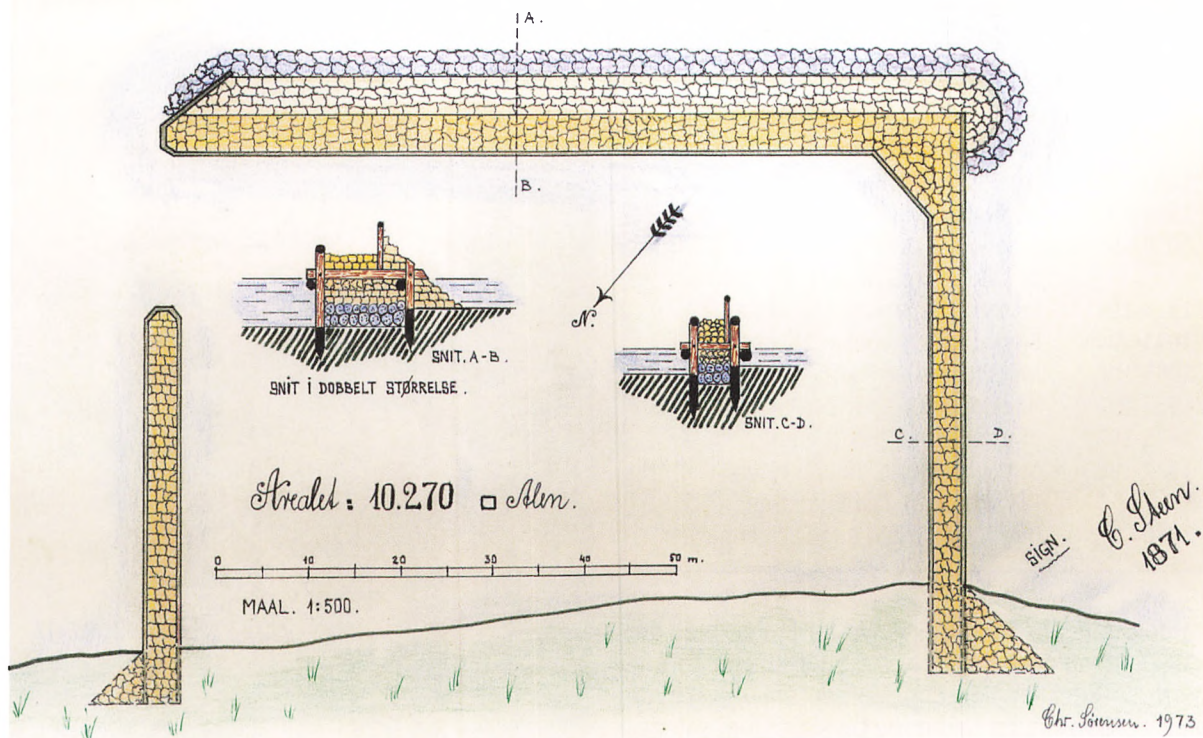 A.
B.
N.
SNIT. A-B.
SNIT I DOBBELT STØRRELSE.
SNIT. C-D.
C. D.
Arealet: 10.270 □ Alen.
0 10 20 30 40 50 m.
MAAL. 1:500.
SIGN.
C. Steen.
1871.
Chr. Sørensen. 1973